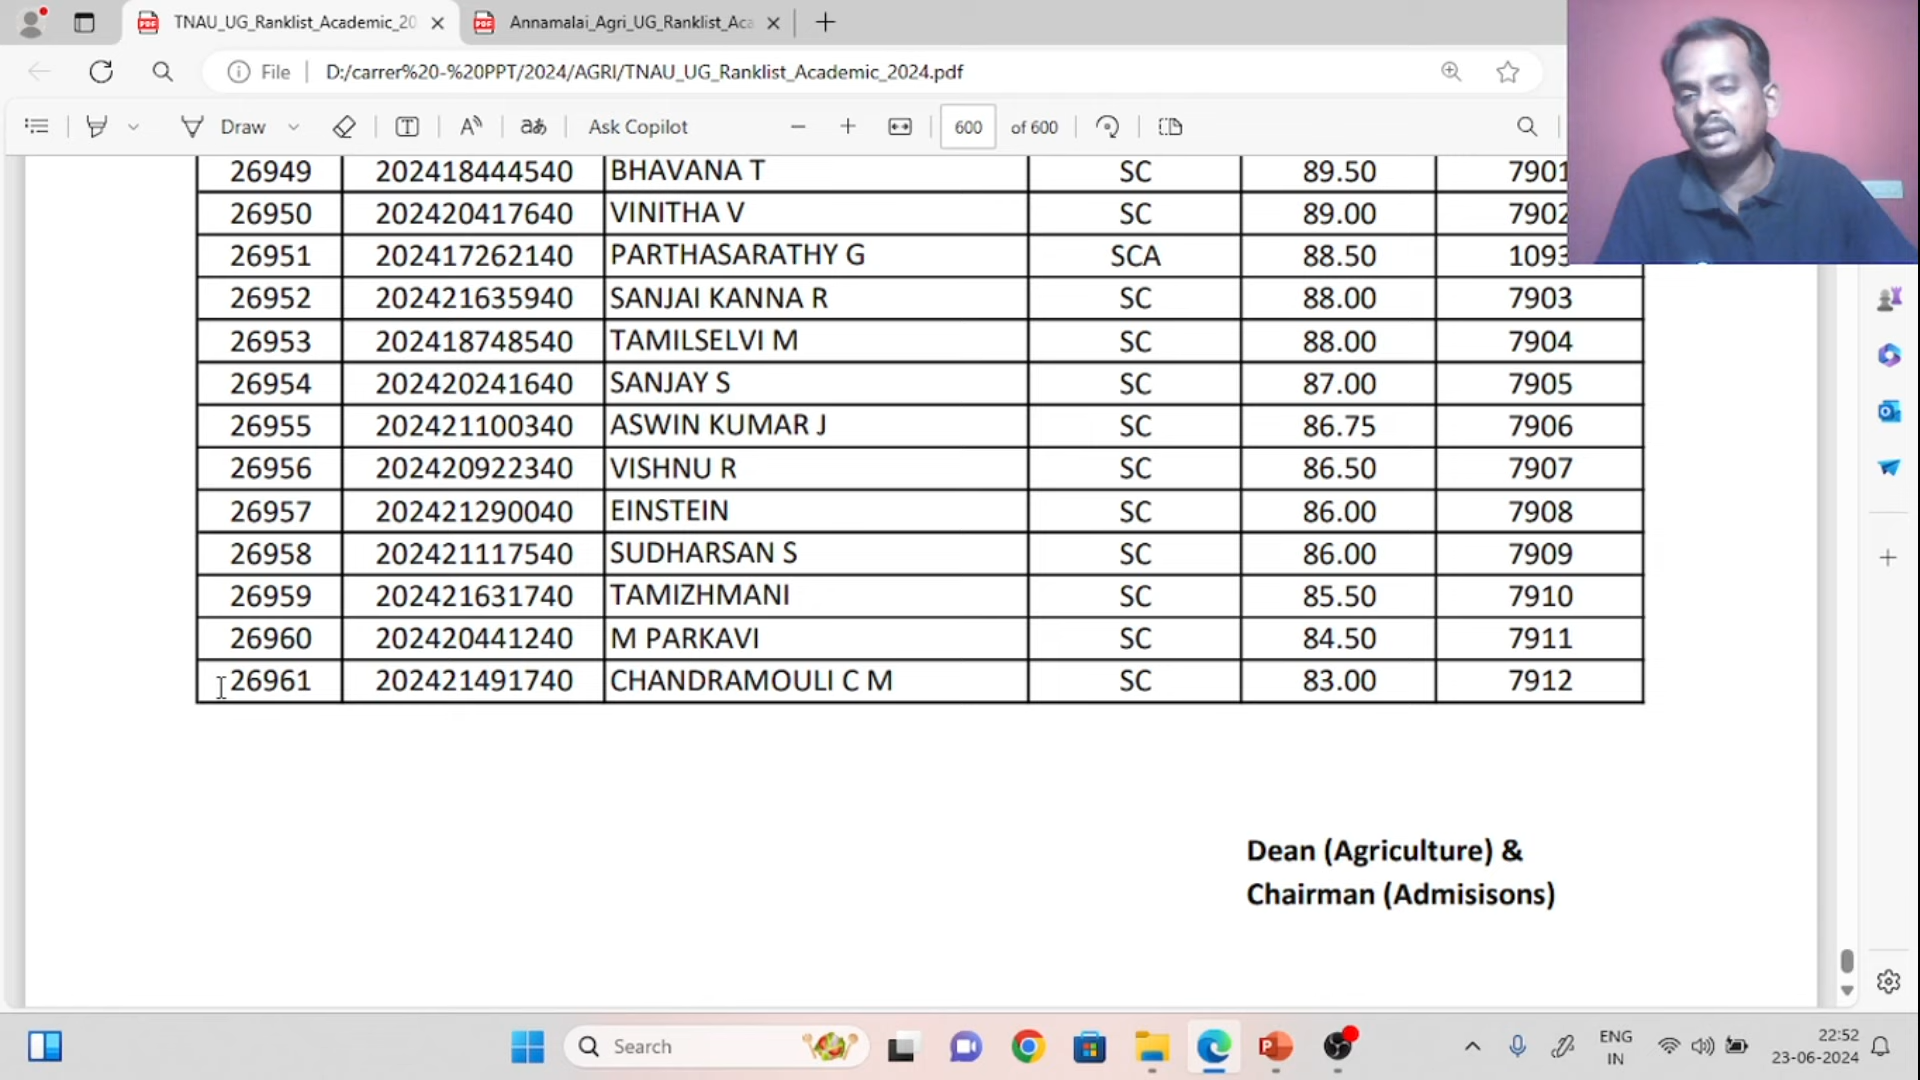 TNAU_UG_Ranklist_Academic_20
Annamalai_Agri_UG_Ranklist_Aca
File D:/carrer%20-%20PPT/2024/AGRI/TNAU_UG_Ranklist_Academic_2024.pdf
Draw aあ Ask Copilot 600 of 600
26949 202418444540 BHAVANA T SC 89.50 7901
26950 202420417640 VINITHA V SC 89.00 7902
26951 202417262140 PARTHASARATHY G SCA 88.50 1093
26952 202421635940 SANJAI KANNA R SC 88.00 7903
26953 202418748540 TAMILSELVI M SC 88.00 7904
26954 202420241640 SANJAY S SC 87.00 7905
26955 202421100340 ASWIN KUMAR J SC 86.75 7906
26956 202420922340 VISHNU R SC 86.50 7907
26957 202421290040 EINSTEIN SC 86.00 7908
26958 202421117540 SUDHARSAN S SC 86.00 7909
26959 202421631740 TAMIZHMANI SC 85.50 7910
26960 202420441240 M PARKAVI SC 84.50 7911
26961 202421491740 CHANDRAMOULI C M SC 83.00 7912
Dean (Agriculture) &
Chairman (Admisisons)
Search
ENG
IN
22:52
23-06-2024